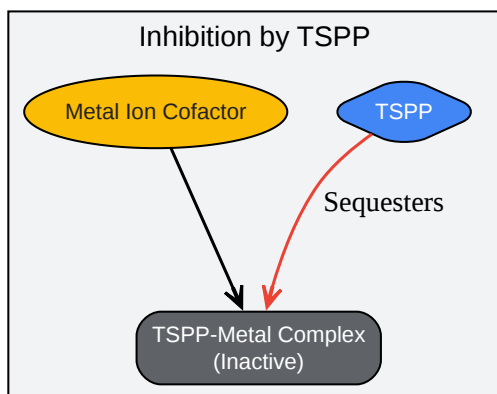 Inhibition by TSPP
Metal Ion Cofactor
TSPP
Sequesters
TSPP-Metal Complex
(Inactive)